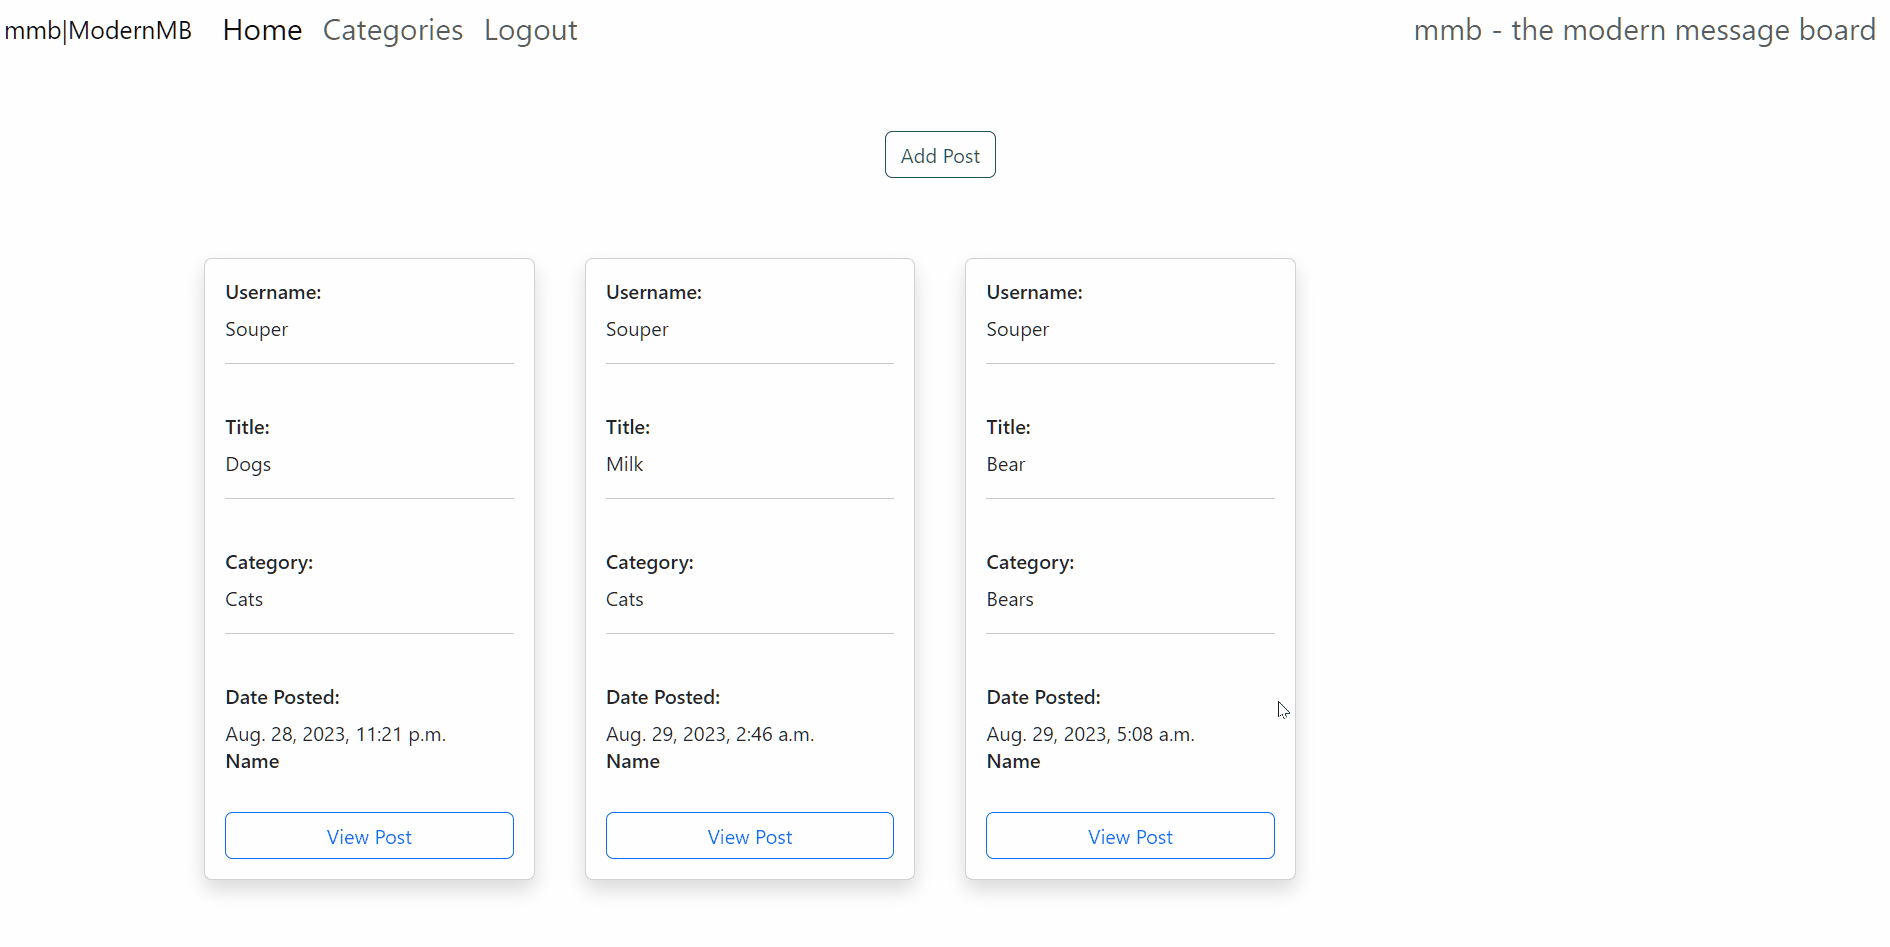 mmb|ModernMB Home Categories Logout mmb - the modern message board
Add Post
Username:
Souper
Title:
Dogs
Category:
Cats
Date Posted:
Aug. 28, 2023, 11:21 p.m.
Name
View Post
Username:
Souper
Title:
Milk
Category:
Cats
Date Posted:
Aug. 29, 2023, 2:46 a.m.
Name
View Post
Username:
Souper
Title:
Bear
Category:
Bears
Date Posted:
Aug. 29, 2023, 5:08 a.m.
Name
View Post